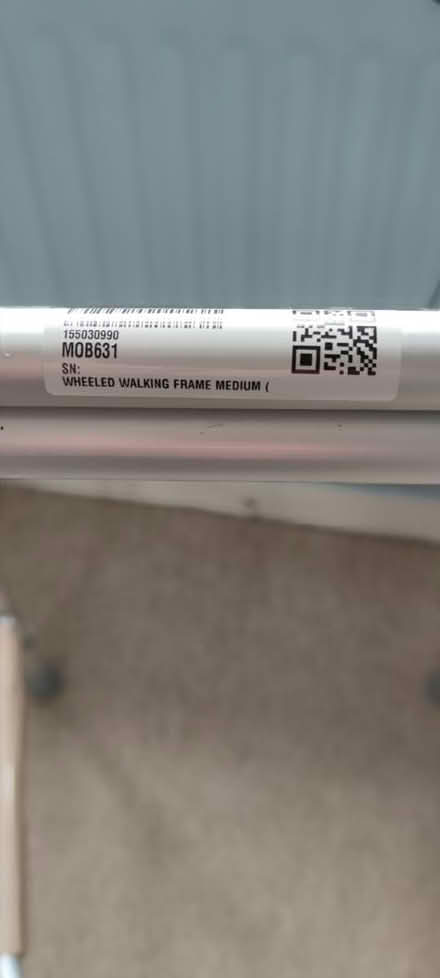 155030990
MOB631
SN:
WHEELED WALKING FRAME MEDIUM (